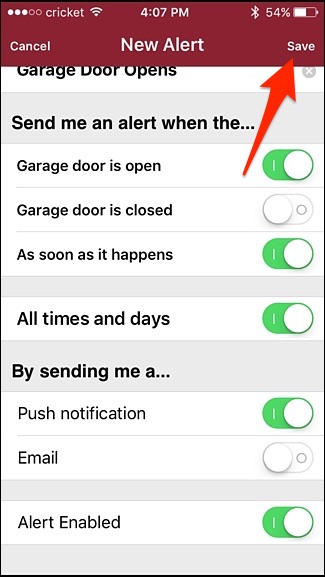 cricket 4:07 PM 54%
Cancel New Alert Save
Garage Door Opens
Send me an alert when the...
Garage door is open
Garage door is closed
As soon as it happens
All times and days
By sending me a...
Push notification
Email
Alert Enabled